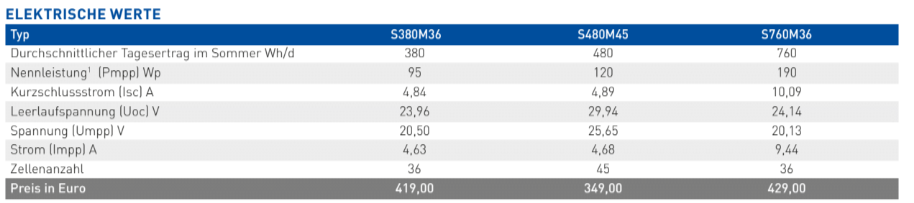 ELEKTRISCHE WERTE
Typ S380M36 S480M45 S760M36
Durchschnittlicher Tagesertrag im Sommer Wh/d 380 480 760
Nennleistung¹ (Pmpp) Wp 95 120 190
Kurzschlussstrom (Isc) A 4,84 4,89 10,09
Leerlaufspannung (Uoc) V 23,96 29,94 24,14
Spannung (Umpp) V 20,50 25,65 20,13
Strom (Impp) A 4,63 4,68 9,44
Zellenanzahl 36 45 36
Preis in Euro 419,00 349,00 429,00